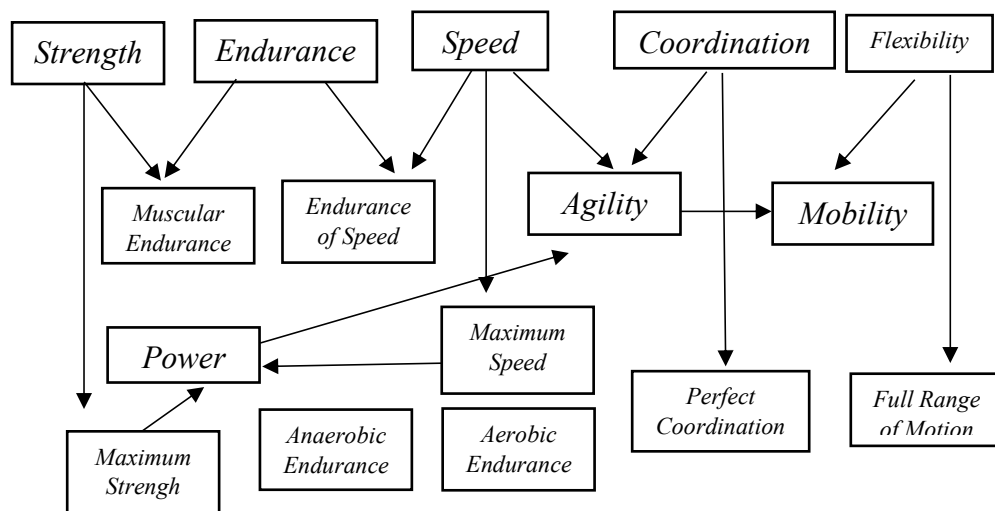 Strength
Endurance
Speed
Coordination
Flexibility
Muscular
Endurance
Endurance
of Speed
Agility
Mobility
Power
Maximum
Speed
Perfect
Coordination
Full Range
of Motion
Maximum
Strengh
Anaerobic
Endurance
Aerobic
Endurance